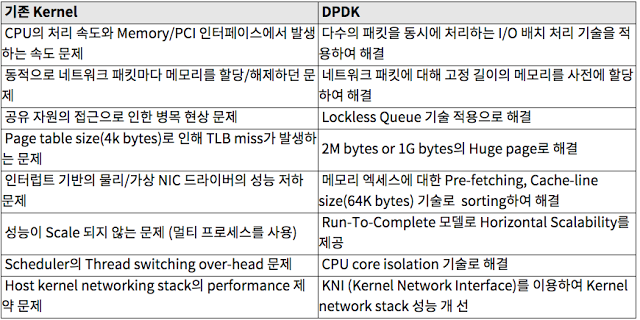 기존 Kernel
DPDK
CPU의 처리 속도와 Memory/PCI 인터페이스에서 발생
하는 속도 문제
다수의 패킷을 동시에 처리하는 I/O 배치 처리 기술을 적
용하여 해결
동적으로 네트워크 패킷마다 메모리를 할당/해제하던 문
제
네트워크 패킷에 대해 고정 길이의 메모리를 사전에 할당
하여 해결
공유 자원의 접근으로 인한 병목 현상 문제
Lockless Queue 기술 적용으로 해결
Page table size(4k bytes)로 인해 TLB miss가 발생하
는 문제
2M bytes or 1G bytes의 Huge page로 해결
인터럽트 기반의 물리/가상 NIC 드라이버의 성능 저하
문제
메모리 엑세스에 대한 Pre-fetching, Cache-line
size(64K bytes) 기술로 sorting하여 해결
성능이 Scale 되지 않는 문제 (멀티 프로세스를 사용)
Run-To-Complete 모델로 Horizontal Scalability를
제공
Scheduler의 Thread switching over-head 문제
CPU core isolation 기술로 해결
Host kernel networking stack의 performance 제
약 문제
KNI (Kernel Network Interface)를 이용하여 Kernel
network stack 성능 개 선